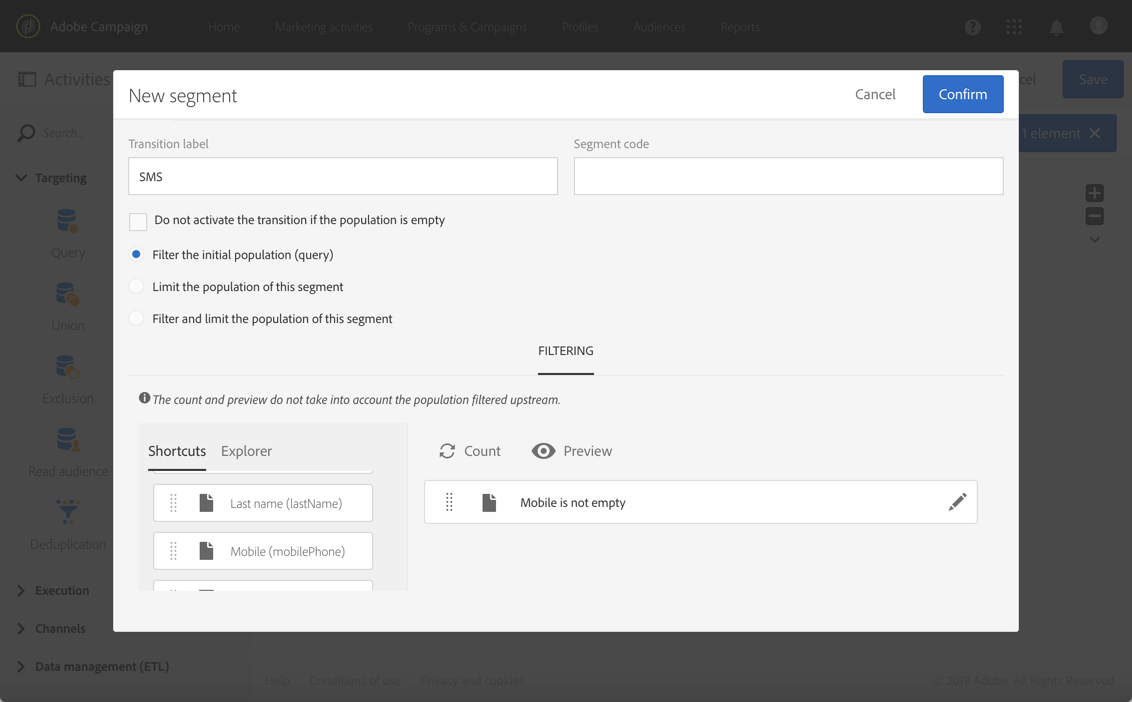 Adobe Campaign Home Marketing activities Programs & Campaigns Profiles Audiences Reports
Activities
cel
Save
Search...
1 element
Targeting
Query
Union
Exclusion
Read audience
Deduplication
Execution
Channels
Data management (ETL)
New segment
Cancel
Confirm
Transition label
Segment code
SMS
Do not activate the transition if the population is empty
Filter the initial population (query)
Limit the population of this segment
Filter and limit the population of this segment
FILTERING
The count and preview do not take into account the population filtered upstream.
Shortcuts Explorer
Last name (lastName)
Mobile (mobilePhone)
Count
Preview
Mobile is not empty
Help Conditions of use Privacy and cookies
© 2019 Adobe. All Rights Reserved.